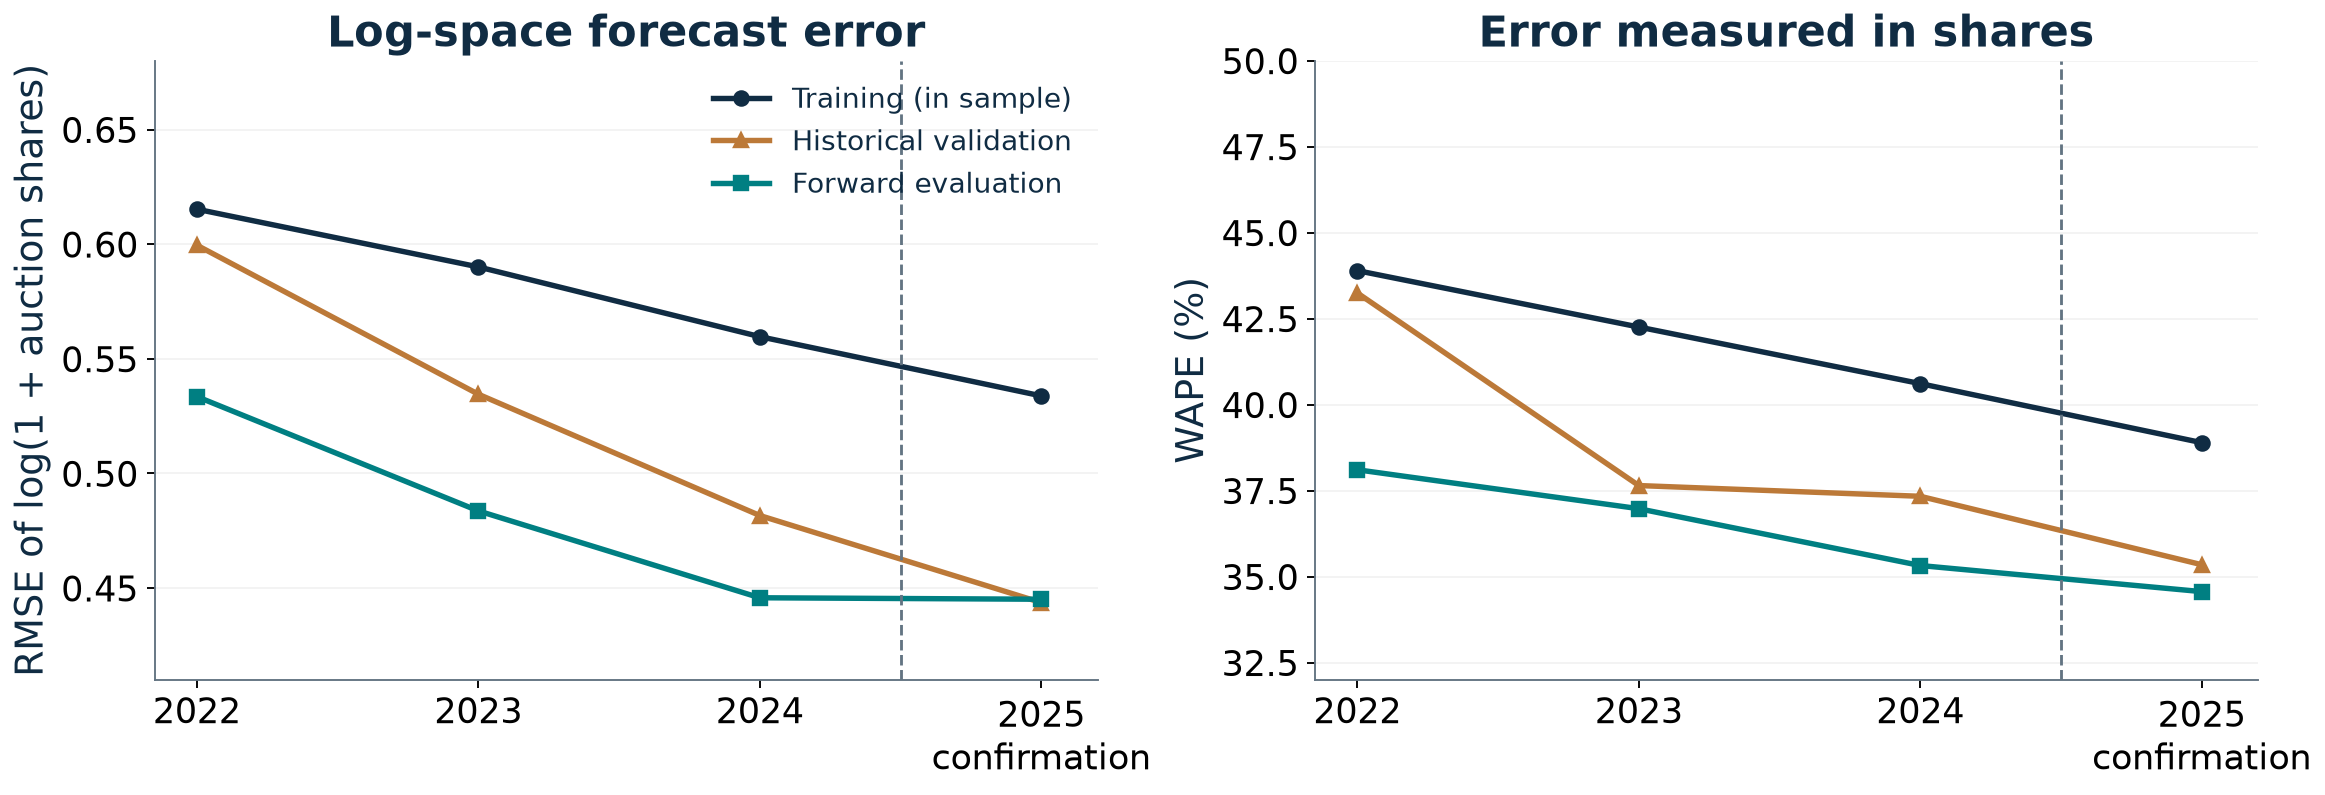 Log-space forecast error
RMSE of log(1 + auction shares)
0.65
0.60
0.55
0.50
0.45
Training (in sample)
Historical validation
Forward evaluation
2022
2023
2024
2025
confirmation
Error measured in shares
WAPE (%)
50.0
47.5
45.0
42.5
40.0
37.5
35.0
32.5
2022
2023
2024
2025
confirmation